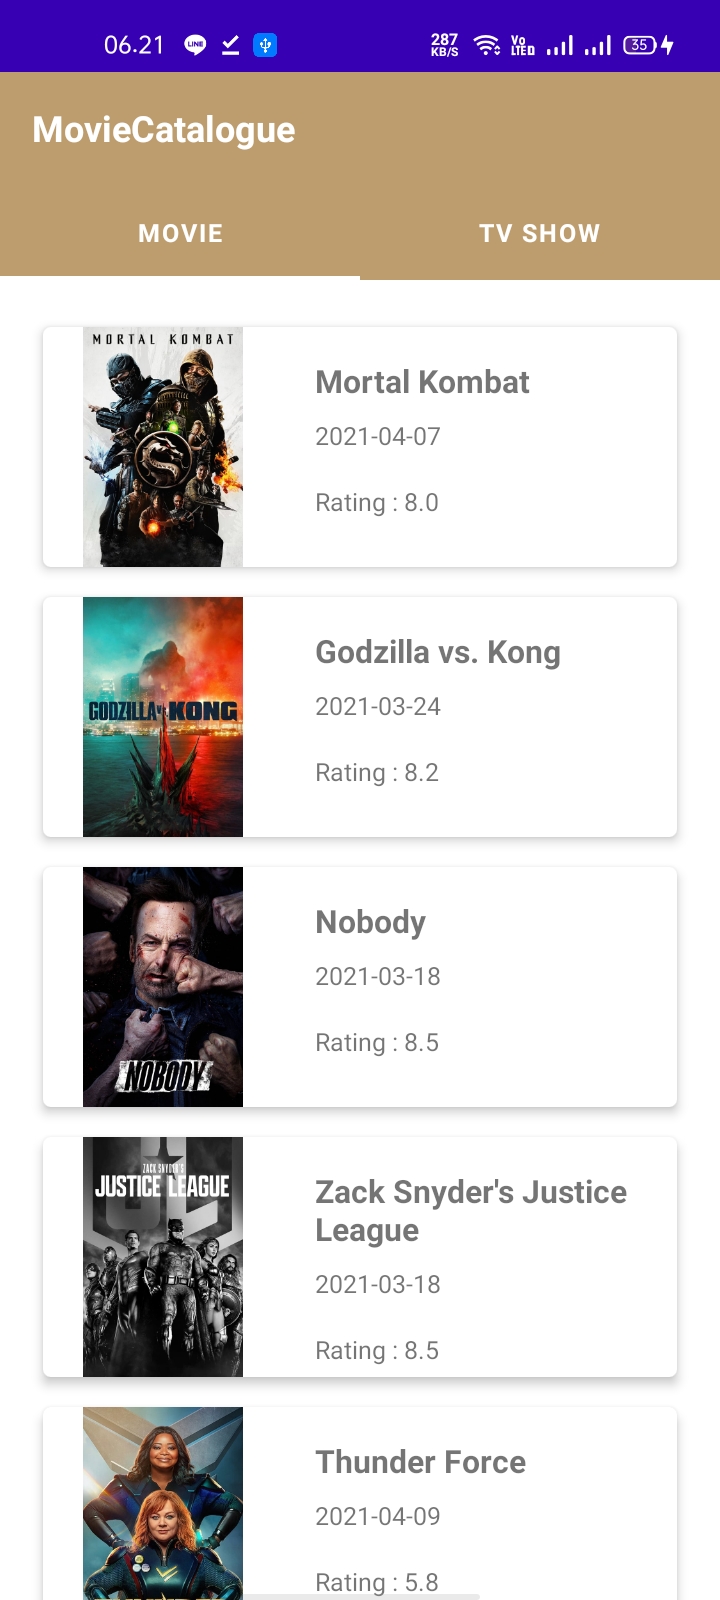 06.21 LINE 287 KB/S Vo LTE 35
MovieCatalogue
MOVIE TV SHOW
MORTAL KOMBAT
Mortal Kombat
2021-04-07
Rating : 8.0
GODZILLA v KONG
Godzilla vs. Kong
2021-03-24
Rating : 8.2
NOBODY
Nobody
2021-03-18
Rating : 8.5
ZACK SNYDER'S
JUSTICE LEAGUE
Zack Snyder's Justice
League
2021-03-18
Rating : 8.5
Thunder Force
2021-04-09
Rating : 5.8